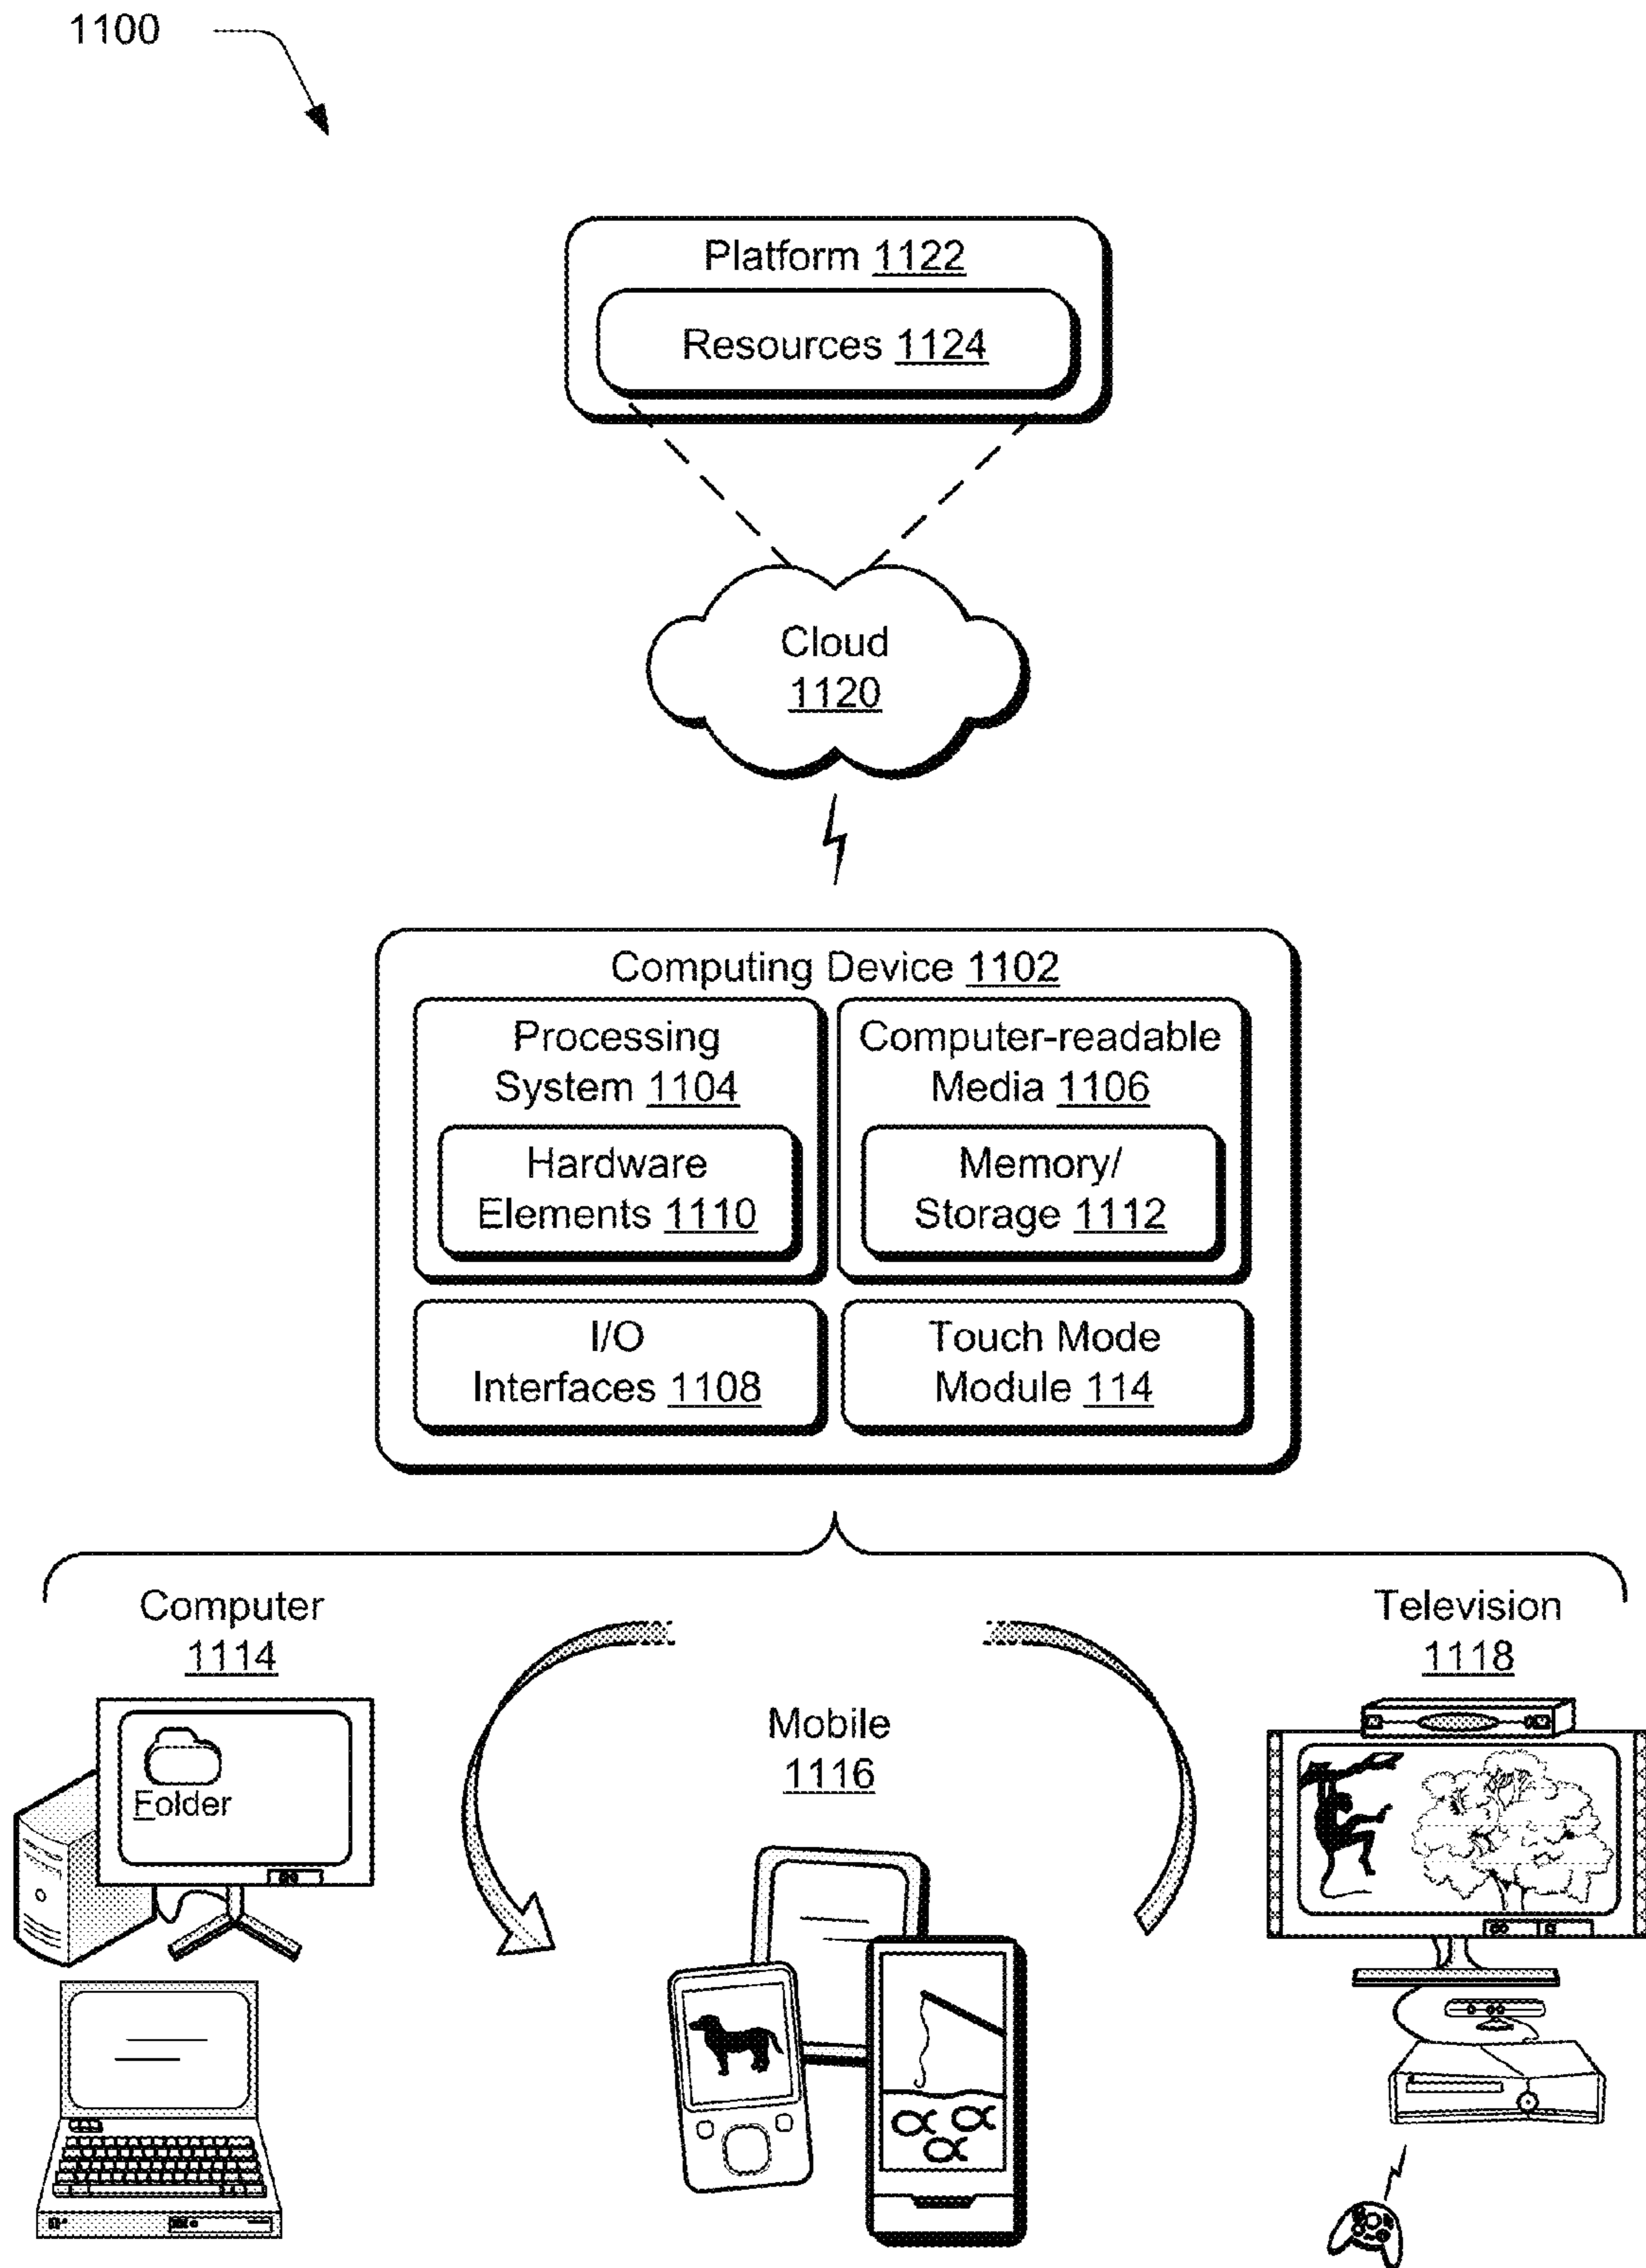 1100
Platform 1122
Resources 1124
Cloud
1120
Computing Device 1102
Processing
System 1104
Hardware
Elements 1110
Computer-readable
Media 1106
Memory/
Storage 1112
I/O
Interfaces 1108
Touch Mode
Module 114
Computer
1114
Folder
Mobile
1116
Television
1118